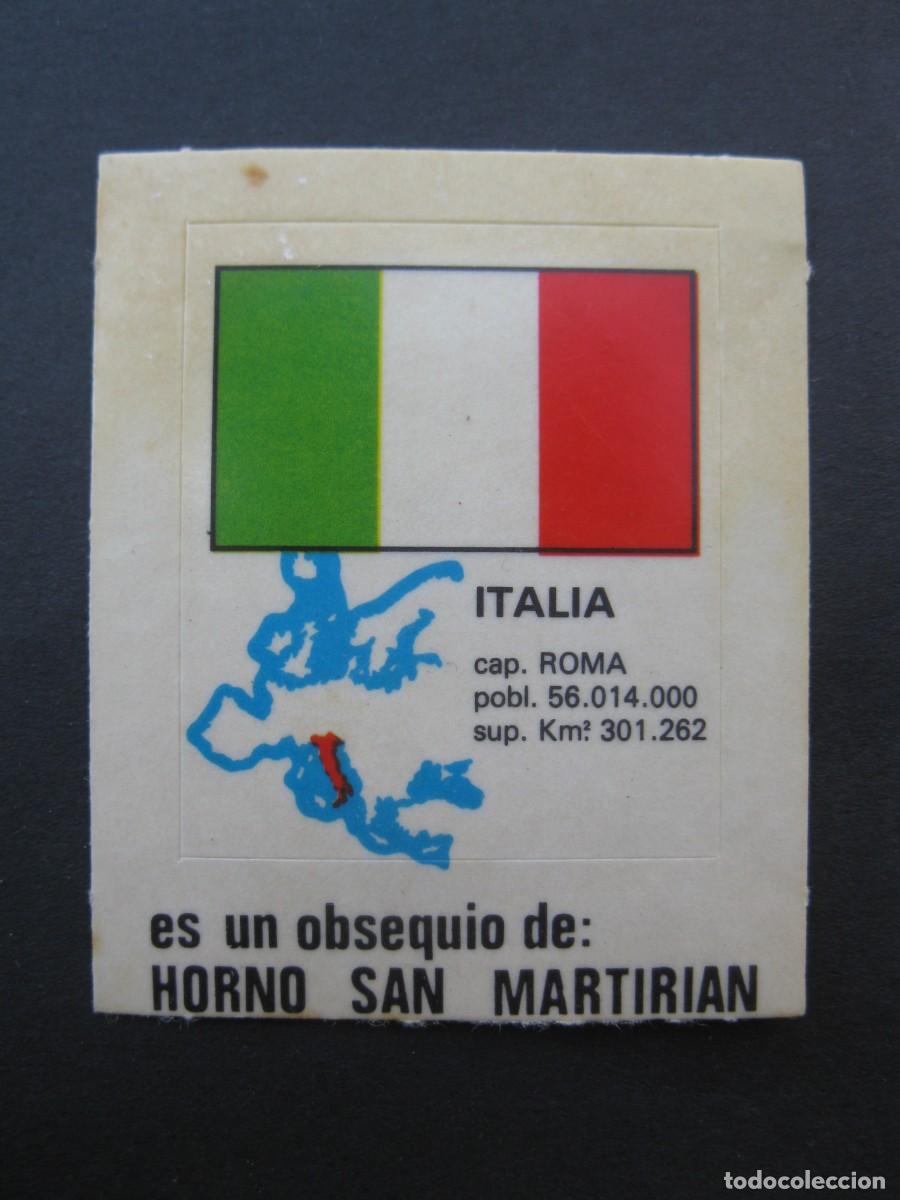 ITALIA
cap. ROMA
pobl. 56.014.000
sup. Km². 301.262
es un obsequio de:
HORNO SAN MARTIRIAN
todocoleccion